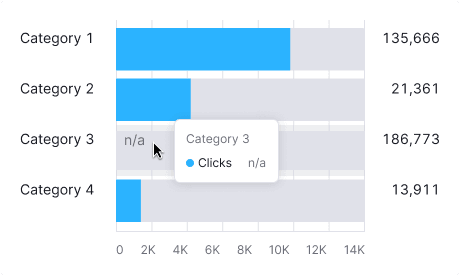 Category 1 135,666
Category 2 21,361
Category 3 n/a 186,773
Category 3
Clicks n/a
Category 4 13,911
0 2K 4K 6K 8K 10K 12K 14K